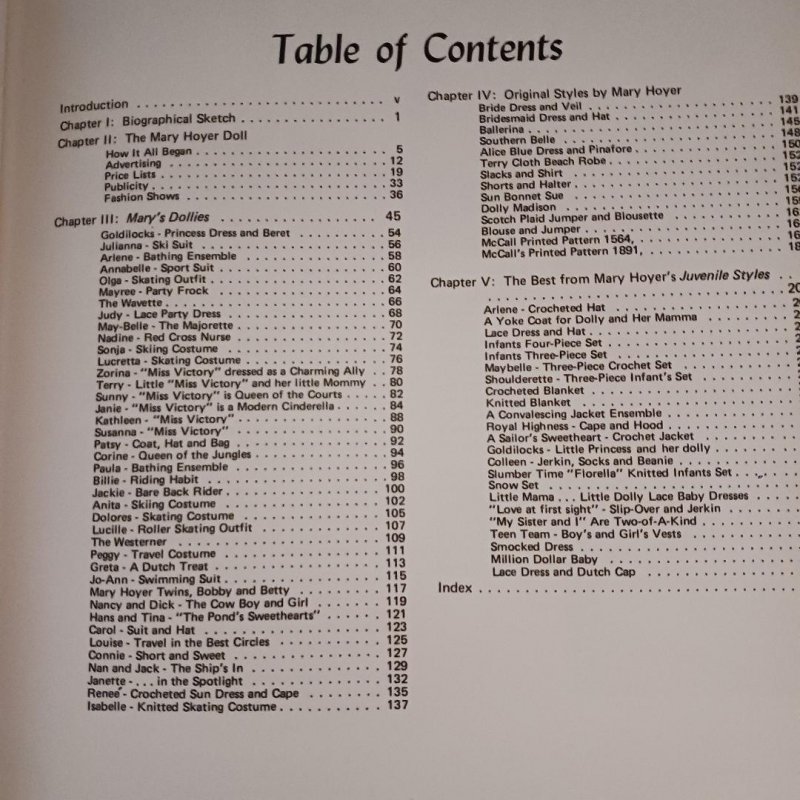 Table of Contents
Introduction . . . . . . . . . . . . . . . . . . . . . . . . . . v
Chapter I: Biographical Sketch . . . . . . . . . . . . . . . 1
Chapter II: The Mary Hoyer Doll
How It All Began . . . . . . . . . . . . . . . . . . . . 5
Advertising . . . . . . . . . . . . . . . . . . . . . . . 12
Price Lists . . . . . . . . . . . . . . . . . . . . . . . 19
Publicity . . . . . . . . . . . . . . . . . . . . . . . . 33
Fashion Shows . . . . . . . . . . . . . . . . . . . . . 36
Chapter III: Mary's Dollies . . . . . . . . . . . . . . . . 45
Goldilocks - Princess Dress and Beret . . . . . . . . . . 54
Julianna - Ski Suit . . . . . . . . . . . . . . . . . . 56
Arlene - Bathing Ensemble . . . . . . . . . . . . . . . 58
Annabelle - Sport Suit . . . . . . . . . . . . . . . . . 60
Olga - Skating Outfit . . . . . . . . . . . . . . . . . . 62
Mayree - Party Frock . . . . . . . . . . . . . . . . . 64
The Wavette . . . . . . . . . . . . . . . . . . . . . . 66
Judy - Lace Party Dress . . . . . . . . . . . . . . . . 68
May-Belle - The Majorette . . . . . . . . . . . . . . . 70
Nadine - Red Cross Nurse . . . . . . . . . . . . . . . 72
Sonja - Skiing Costume . . . . . . . . . . . . . . . . 74
Lucretta - Skating Costume . . . . . . . . . . . . . . . 76
Zorina - "Miss Victory" dressed as a Charming Ally . . 78
Terry - Little "Miss Victory" and her little Mommy . . 80
Sunny - "Miss Victory" is Queen of the Courts . . . . . 82
Janie - "Miss Victory" is a Modern Cinderella . . . . . 84
Kathleen - "Miss Victory" . . . . . . . . . . . . . . . 88
Susanna - "Miss Victory" . . . . . . . . . . . . . . . . 90
Patsy - Coat, Hat and Bag . . . . . . . . . . . . . . . 92
Corine - Queen of the Jungles . . . . . . . . . . . . . 94
Paula - Bathing Ensemble . . . . . . . . . . . . . . . . 96
Billie - Riding Habit . . . . . . . . . . . . . . . . . . 98
Jackie - Bare Back Rider . . . . . . . . . . . . . . . . 100
Anita - Skiing Costume . . . . . . . . . . . . . . . . 102
Dolores - Skating Costume . . . . . . . . . . . . . . . 105
Lucille - Roller Skating Outfit . . . . . . . . . . . . . 107
The Westerner . . . . . . . . . . . . . . . . . . . . . 109
Peggy - Travel Costume . . . . . . . . . . . . . . . . 111
Greta - A Dutch Treat . . . . . . . . . . . . . . . . . 113
Jo-Ann - Swimming Suit . . . . . . . . . . . . . . . . 115
Mary Hoyer Twins, Bobby and Betty . . . . . . . . . . 117
Nancy and Dick - The Cow Boy and Girl . . . . . . . 119
Hans and Tina - "The Pond's Sweethearts" . . . . . . 121
Carol - Suit and Hat . . . . . . . . . . . . . . . . . . 123
Louise - Travel in the Best Circles . . . . . . . . . . . 125
Connie - Short and Sweet . . . . . . . . . . . . . . . 127
Nan and Jack - The Ship's In . . . . . . . . . . . . . . 129
Janette - . . . in the Spotlight . . . . . . . . . . . . . 132
Renee - Crocheted Sun Dress and Cape . . . . . . . . 135
Isabelle - Knitted Skating Costume . . . . . . . . . . . 137
Chapter IV: Original Styles by Mary Hoyer
Bride Dress and Veil . . . . . . . . . . . . . . . . . . 139
Bridesmaid Dress and Hat . . . . . . . . . . . . . . . 141
Ballerina . . . . . . . . . . . . . . . . . . . . . . . . 145
Southern Belle . . . . . . . . . . . . . . . . . . . . . 148
Alice Blue Dress and Pinafore . . . . . . . . . . . . . . 150
Terry Cloth Beach Robe . . . . . . . . . . . . . . . . 152
Slacks and Shirt . . . . . . . . . . . . . . . . . . . .
Shorts and Halter . . . . . . . . . . . . . . . . . . .
Sun Bonnet Sue . . . . . . . . . . . . . . . . . . . .
Dolly Madison . . . . . . . . . . . . . . . . . . . . .
Scotch Plaid Jumper and Blousette . . . . . . . . . . .
Blouse and Jumper . . . . . . . . . . . . . . . . . . .
McCall Printed Pattern 1564, . . . . . . . . . . . . . .
McCall's Printed Pattern 1891, . . . . . . . . . . . . .
Chapter V: The Best from Mary Hoyer's Juvenile Styles . .
Arlene - Crocheted Hat . . . . . . . . . . . . . . . .
A Yoke Coat for Dolly and Her Mamma . . . . . . . .
Lace Dress and Hat . . . . . . . . . . . . . . . . . .
Infants Four-Piece Set . . . . . . . . . . . . . . . . .
Infants Three-Piece Set . . . . . . . . . . . . . . . .
Maybelle - Three-Piece Crochet Set . . . . . . . . . .
Shoulderette - Three-Piece Infant's Set . . . . . . . .
Crocheted Blanket . . . . . . . . . . . . . . . . . . .
Knitted Blanket . . . . . . . . . . . . . . . . . . . .
A Convalescing Jacket Ensemble . . . . . . . . . . . .
Royal Highness - Cape and Hood . . . . . . . . . . . .
A Sailor's Sweetheart - Crochet Jacket . . . . . . . . .
Goldilocks - Little Princess and her dolly . . . . . . . .
Colleen - Jerkin, Socks and Beanie . . . . . . . . . . .
Slumber Time "Florella" Knitted Infants Set . . . . . .
Snow Set . . . . . . . . . . . . . . . . . . . . . . .
Little Mama . . . Little Dolly Lace Baby Dresses . . . .
"Love at first sight" - Slip-Over and Jerkin . . . . . . .
"My Sister and I" Are Two-of-A-Kind . . . . . . . . .
Teen Team - Boy's and Girl's Vests . . . . . . . . . .
Smocked Dress . . . . . . . . . . . . . . . . . . . . .
Million Dollar Baby . . . . . . . . . . . . . . . . . .
Lace Dress and Dutch Cap . . . . . . . . . . . . . . .
Index . . . . . . . . . . . . . . . . . . . . . . . . . .